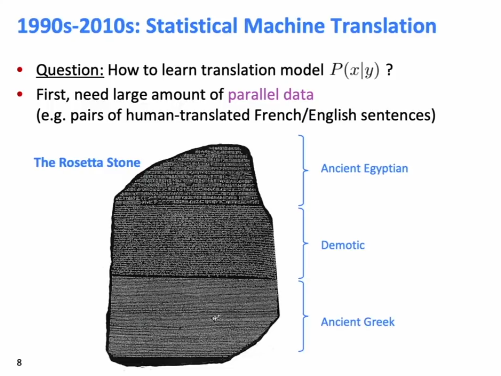 1990s-2010s: Statistical Machine Translation
• Question: How to learn translation model P(x|y) ?
• First, need large amount of parallel data
(e.g. pairs of human-translated French/English sentences)
The Rosetta Stone
Ancient Egyptian
Demotic
Ancient Greek
8